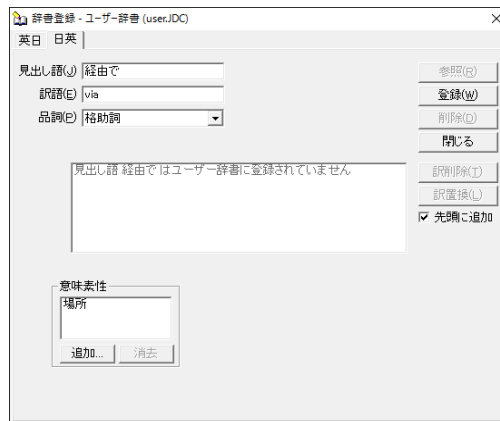 辞書登録 - ユーザー辞書 (user.JDC)
英日 日英
見出し語(J) 経由で
参照(R)
訳語(E) via
登録(W)
品詞(P) 格助詞
削除(D)
閉じる
見出し語 経由で はユーザー辞書に登録されていません
訳削除(T)
訳置換(L)
先頭に追加
意味素性
場所
追加... 消去